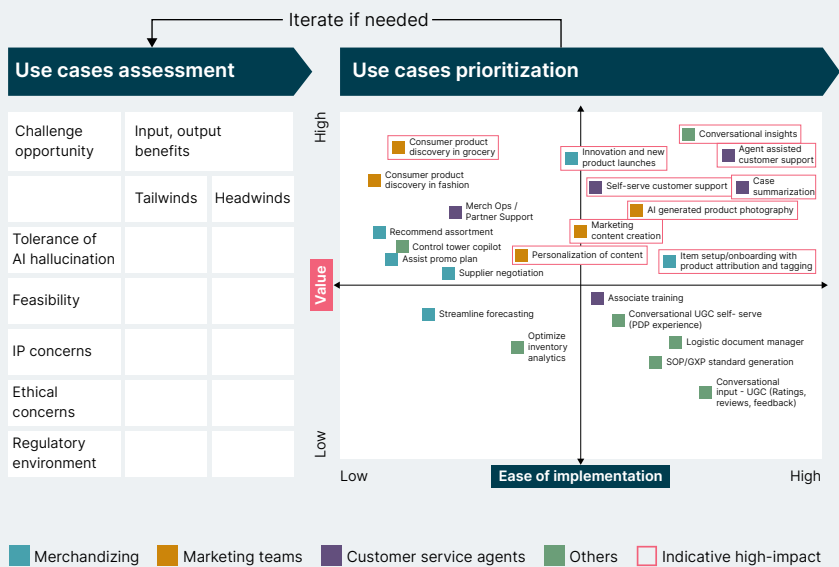 Iterate if needed
Use cases assessment
Use cases prioritization
Challenge
opportunity
Input, output
benefits
Tailwinds
Headwinds
Tolerance of
AI hallucination
Feasibility
IP concerns
Ethical
concerns
Regulatory
environment
High
Value
Low
Consumer product
discovery in grocery
Consumer product
discovery in fashion
Merch Ops /
Partner Support
Recommend assortment
Control tower copilot
Assist promo plan
Supplier negotiation
Personalization of content
Innovation and new
product launches
Conversational insights
Agent assisted
customer support
Self-serve customer support
Case
summarization
AI generated product photography
Marketing
content creation
Item setup/onboarding with
product attribution and tagging
Streamline forecasting
Optimize
inventory
analytics
Associate training
Conversational UGC self- serve
(PDP experience)
Logistic document manager
SOP/GXP standard generation
Conversational
input - UGC (Ratings,
reviews, feedback)
Low
Ease of implementation
High
Merchandizing
Marketing teams
Customer service agents
Others
Indicative high-impact